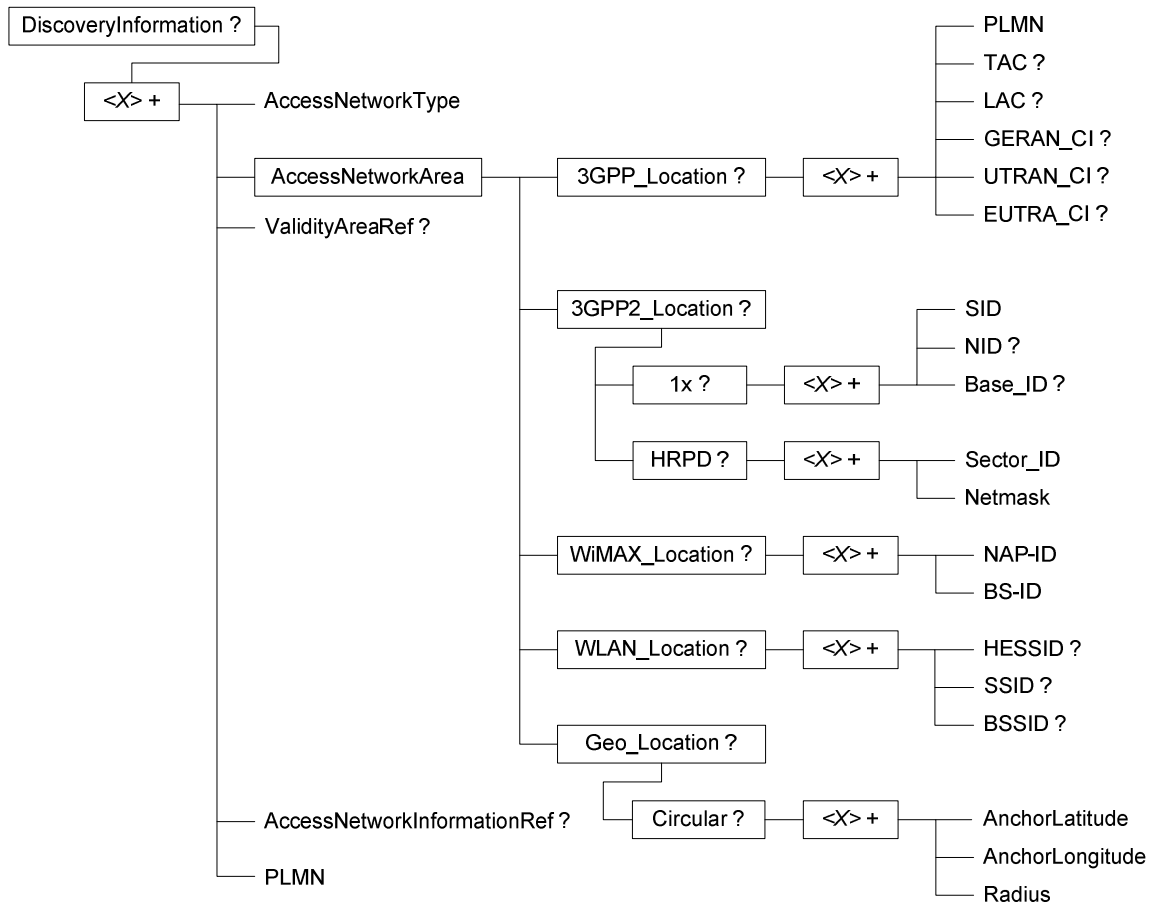 DiscoveryInformation ?
<X> +
AccessNetworkType
AccessNetworkArea
ValidityAreaRef ?
AccessNetworkInformationRef ?
PLMN
3GPP_Location ?
<X> +
PLMN
TAC ?
LAC ?
GERAN_CI ?
UTRAN_CI ?
EUTRA_CI ?
3GPP2_Location ?
1x ?
<X> +
SID
NID ?
Base_ID ?
HRPD ?
<X> +
Sector_ID
Netmask
WiMAX_Location ?
<X> +
NAP-ID
BS-ID
WLAN_Location ?
<X> +
HESSID ?
SSID ?
BSSID ?
Geo_Location ?
Circular ?
<X> +
AnchorLatitude
AnchorLongitude
Radius